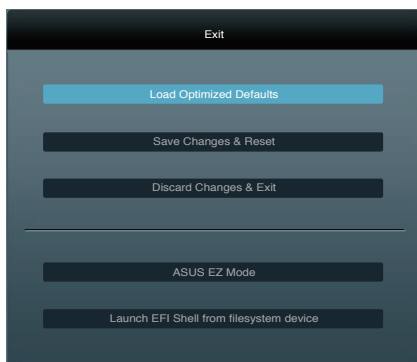 Exit
Load Optimized Defaults
Save Changes & Reset
Discard Changes & Exit
ASUS EZ Mode
Launch EFI Shell from filesystem device